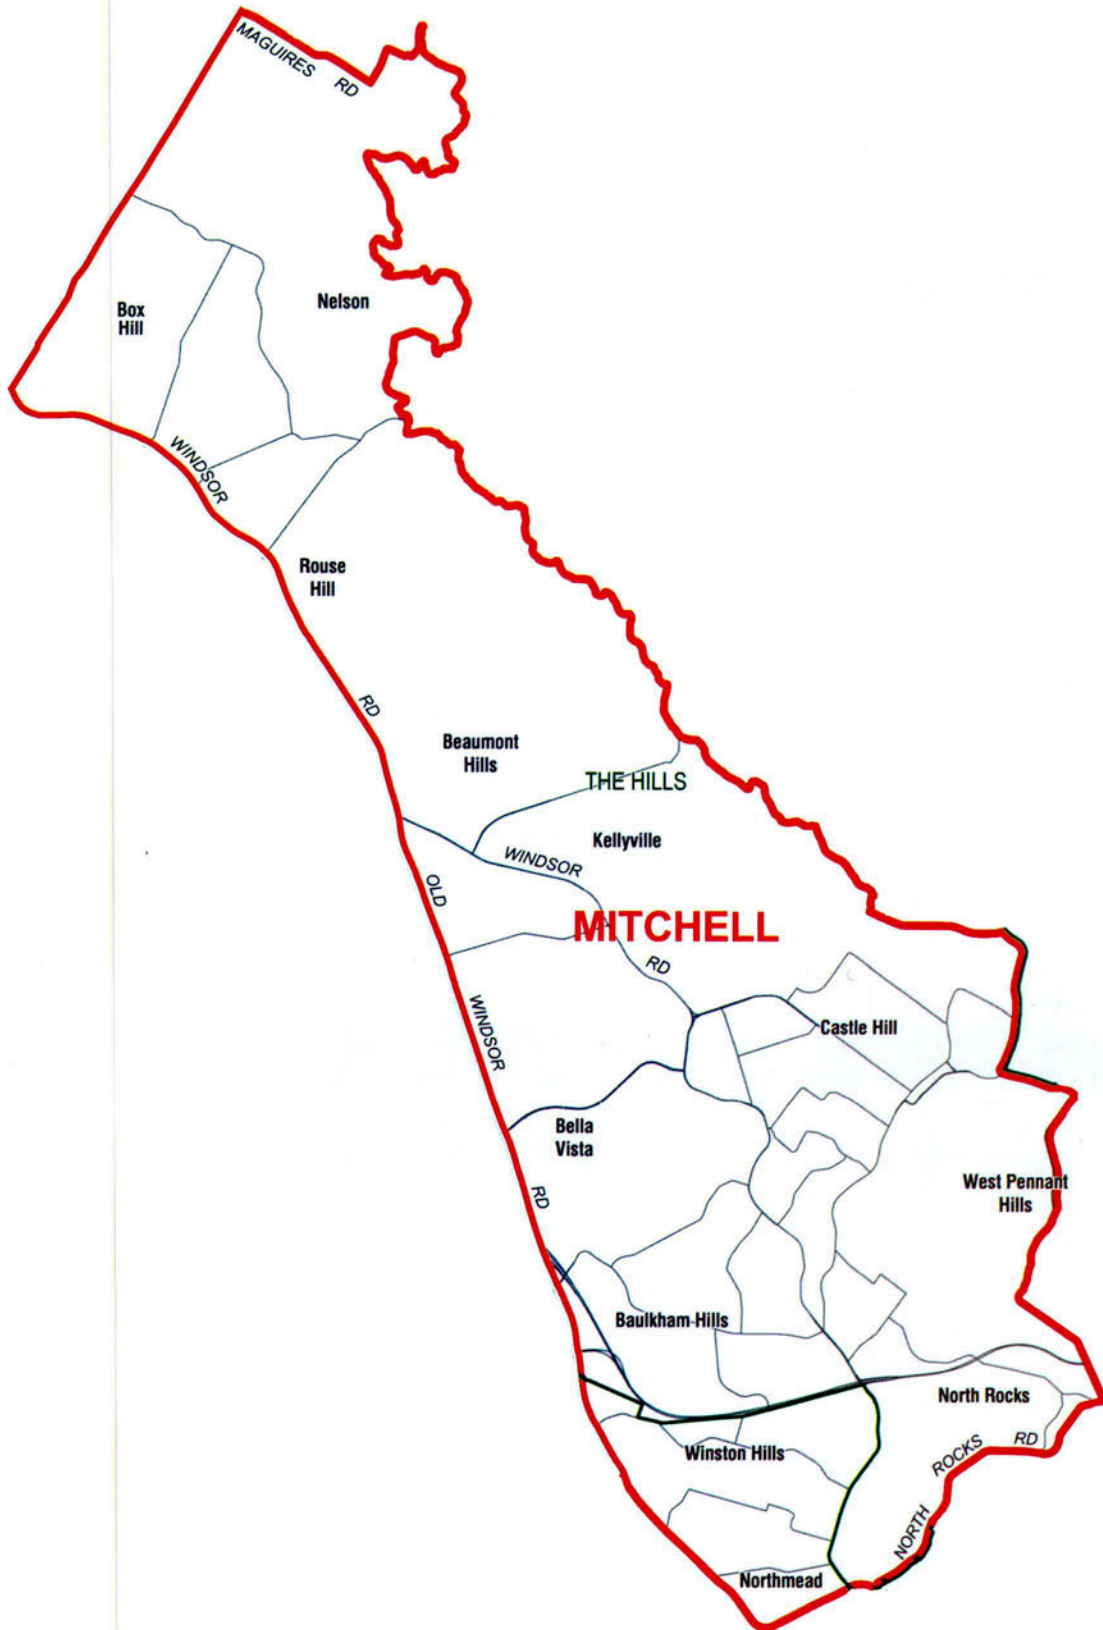 MAGUIRES RD
Box
Hill
Nelson
WINDSOR
Rouse
Hill
RD
Beaumont
Hills
THE HILLS
Kellyville
WINDSOR
OLD
MITCHELL
RD
WINDSOR
Castle Hill
Bella
Vista
West Pennant
Hills
RD
Baulkham Hills
North Rocks
NORTH ROCKS RD
Winston Hills
Northmead